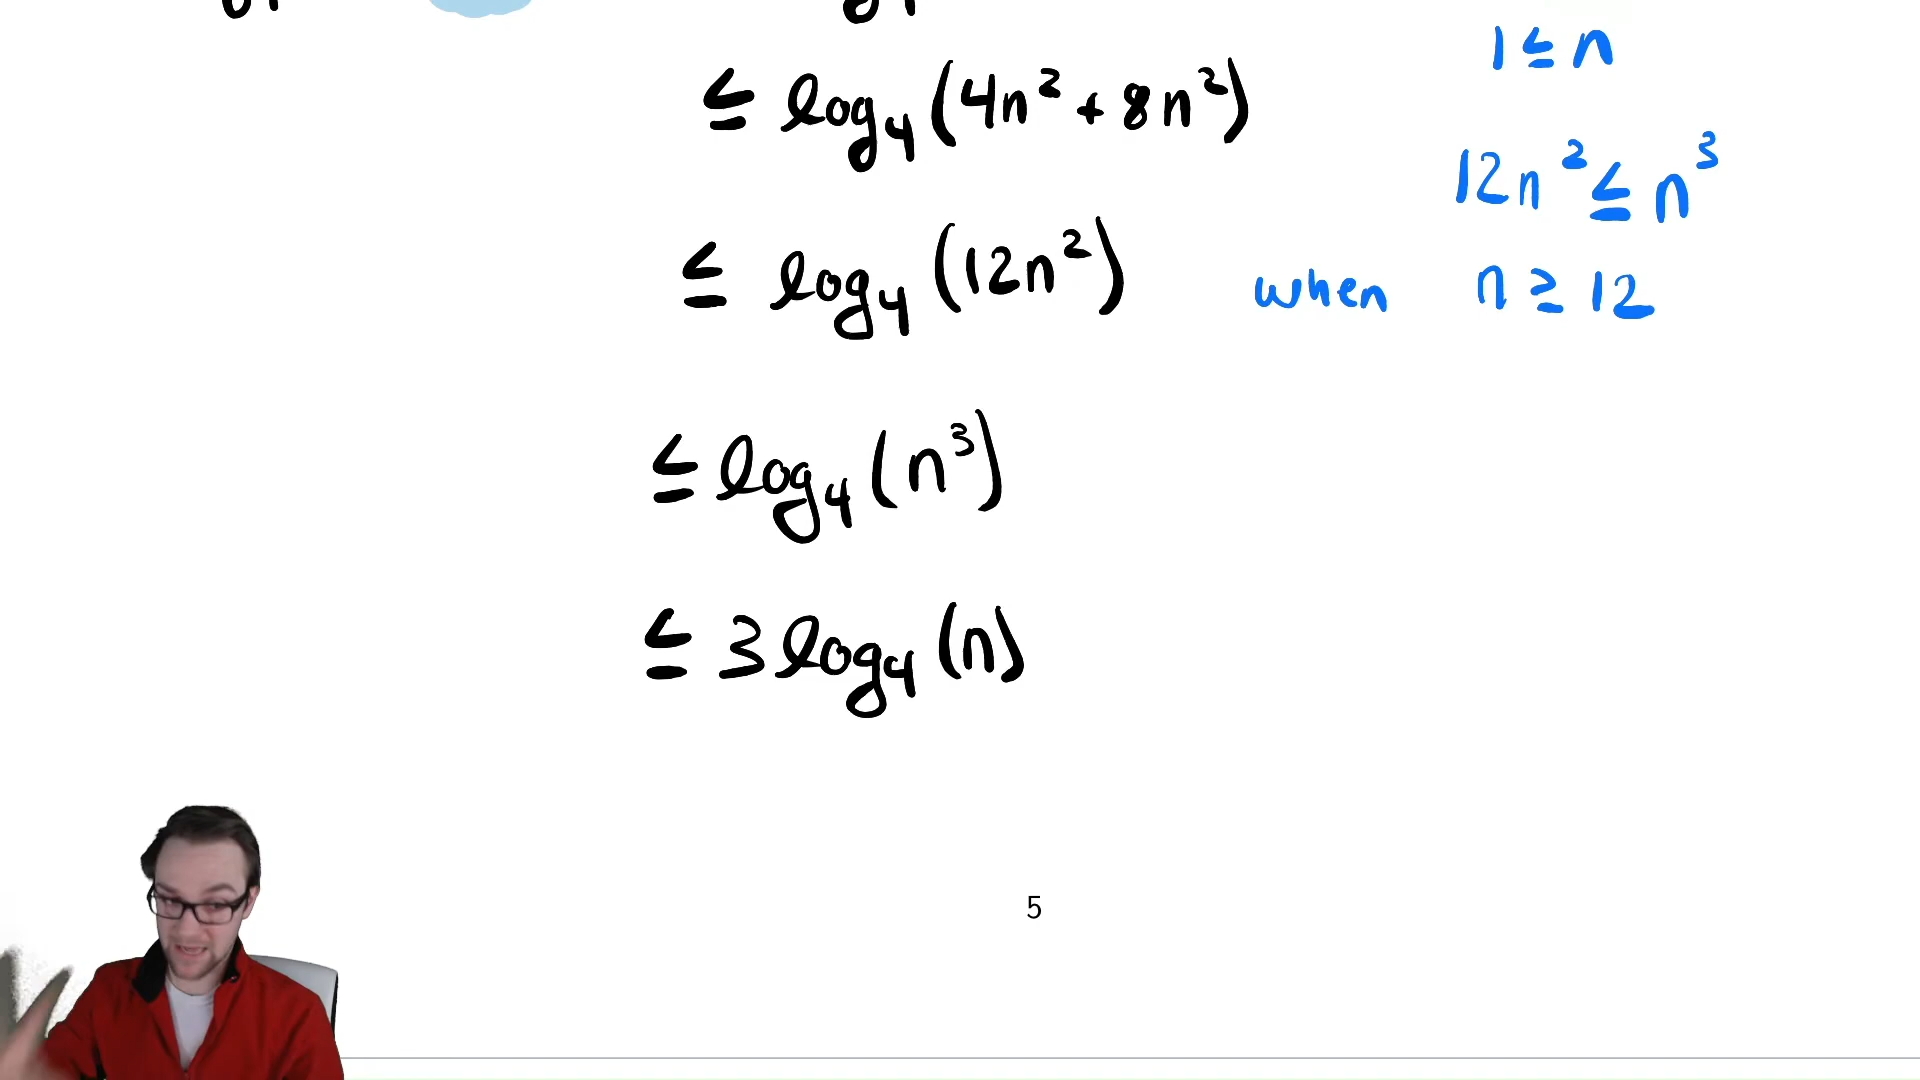 1 ≤ n
≤ log₄(4n² + 8n²)
12n² ≤ n³
≤ log₄(12n²)
when n ≥ 12
≤ log₄(n³)
≤ 3 log₄(n)
5